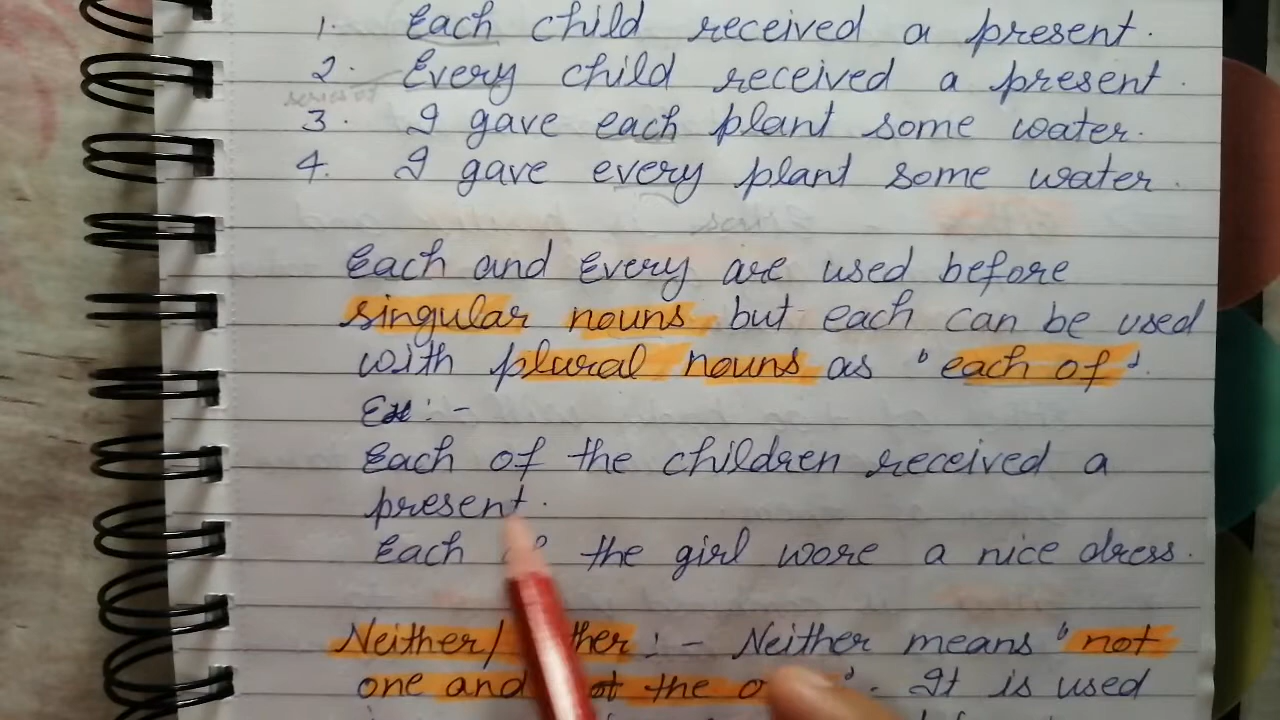 1. Each child received a present.
2. Every child received a present.
3. I gave each plant some water.
4. I gave every plant some water.
Each and Every are used before
singular nouns but each can be used
with plural nouns as 'each of'.
Ex:-
Each of the children received a
present.
Each the girl wore a nice dress.
Neither/ :- Neither means 'not
one and the . It is used